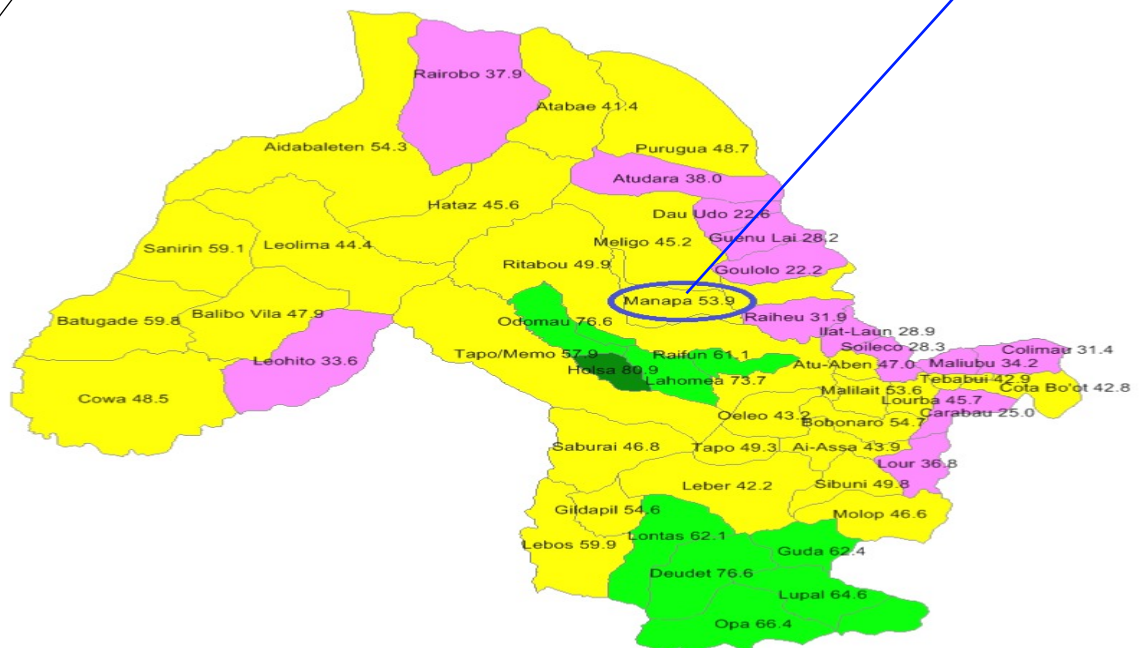 Rairobo 37.9
Atabae 41.4
Aidabaleten 54.3
Purugua 48.7
Atudara 38.0
Hataz 45.6
Dau Udo 22.6
Sanirin 59.1
Leolima 44.4
Meligo 45.2
Guenu Lai 28,2
Ritabou 49.9
Goulolo 22.2
Manapa 53.9
Batugade 59.8
Balibo Vila 47.9
Odomau 76.6
Raiheu 31.9
Ilat-Laun 28.9
Soileco 28.3
Colimau 31.4
Leohito 33.6
Tapo/Memo 57.9
Raifun 61.1
Atu-Aben 47.0
Maliubu 34.2
Holsa 80.9
Lahomea 73.7
Tebabui 42.9
Cota Bo'ot 42.8
Cowa 48.5
Malilait 53.6
Lourba 45.7
Carabau 25.0
Oeleo 43.2
Bobonaro 54.7
Saburai 46.8
Tapo 49.3
Ai-Assa 43.9
Lour 36.8
Leber 42.2
Sibuni 49.8
Gildapil 54.6
Molop 46.6
Lontas 62.1
Lebos 59.9
Guda 62.4
Deudet 76.6
Lupal 64.6
Opa 66.4